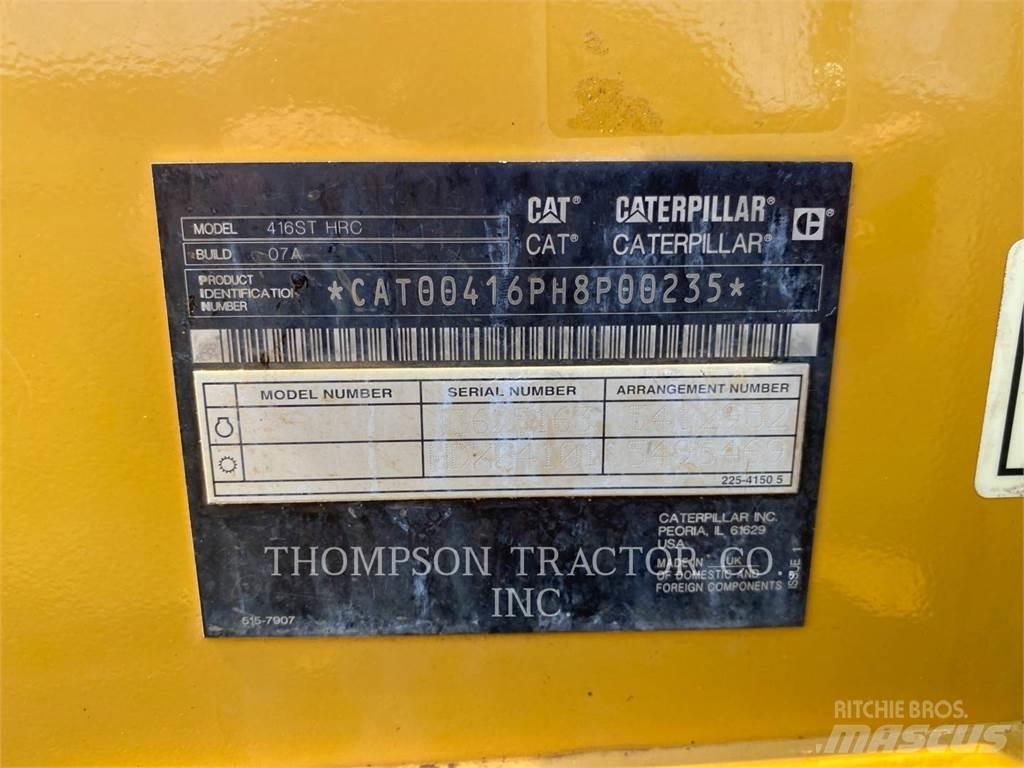 MODEL 416ST HRC
BUILD 07A
PRODUCT IDENTIFICATION NUMBER *CAT00416PH8P00235*
CAT® CATERPILLAR®
CAT® CATERPILLAR®
MODEL NUMBER SERIAL NUMBER ARRANGEMENT NUMBER
225-4150 5
CATERPILLAR INC.
PEORIA, IL 61629
USA
MADE IN UK
OF DOMESTIC AND
FOREIGN COMPONENTS
ISSUE 1
515-7907
THOMPSON TRACTOR CO.,
INC.
RITCHIE BROS.
MASCUS